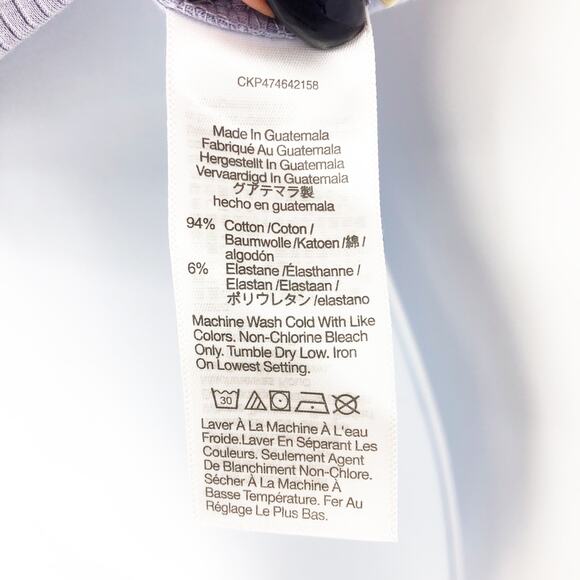 CKP474642158
Made In Guatemala
Fabriqué Au Guatemala
Hergestellt In Guatemala
Vervaardigd In Guatemala
グアテマラ製
hecho en guatemala
94% Cotton /Coton /
Baumwolle /Katoen /綿 /
algodón
6% Elastane /Élasthanne /
Elastan /Elastaan /
ポリウレタン /elastano
Machine Wash Cold With Like
Colors. Non-Chlorine Bleach
Only. Tumble Dry Low. Iron
On Lowest Setting.
30
Laver À La Machine À L'eau
Froide.Laver En Séparant Les
Couleurs. Seulement Agent
De Blanchiment Non-Chlore.
Sécher À La Machine À
Basse Température. Fer Au
Réglage Le Plus Bas.